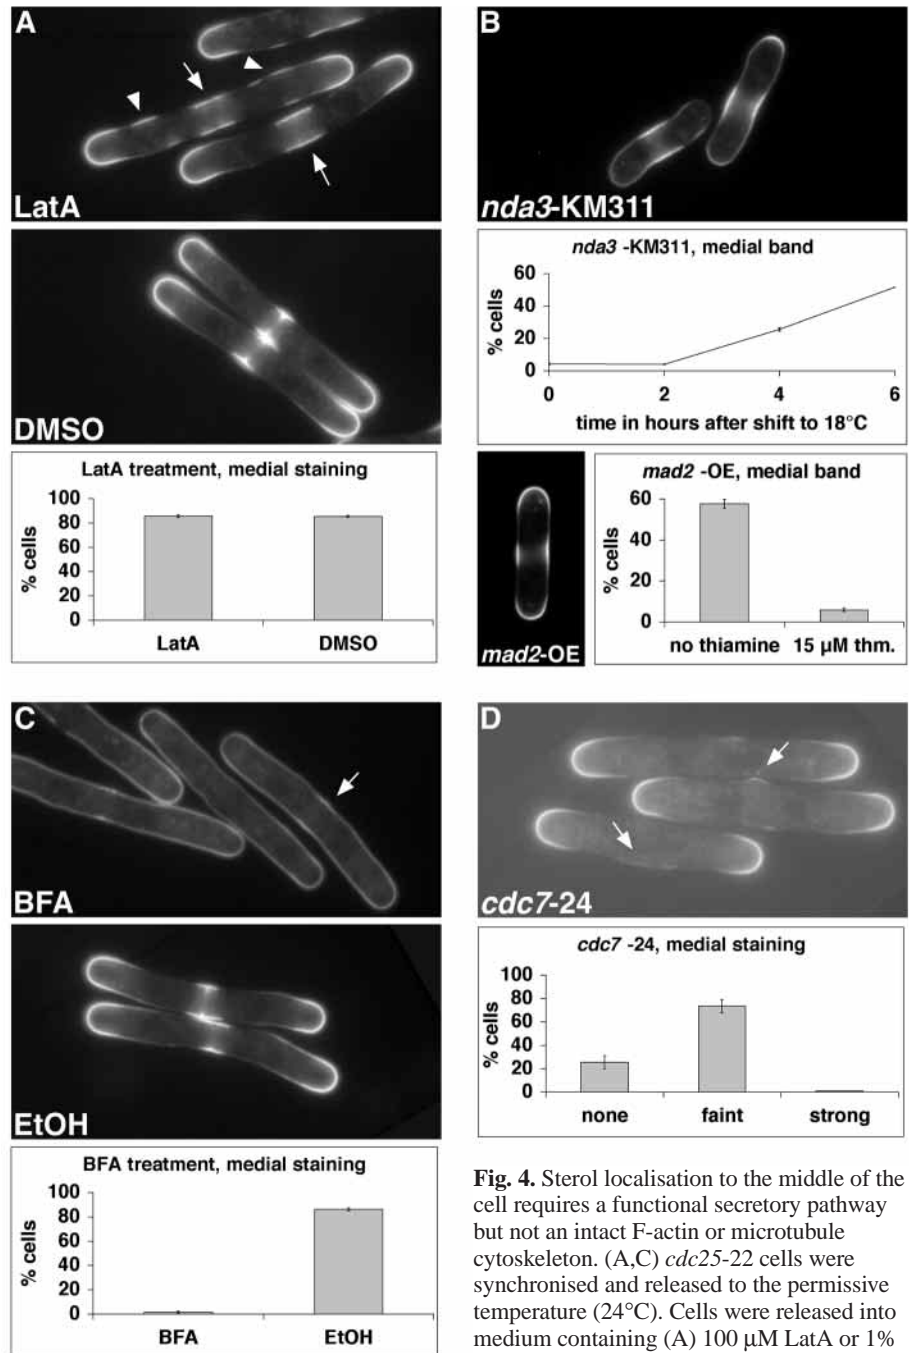 A
LatA
DMSO
LatA treatment, medial staining
% cells
100
80
60
40
20
0
LatA
DMSO
B
nda3-KM311
nda3 -KM311, medial band
% cells
60
40
20
0
0
2
4
6
time in hours after shift to 18°C
mad2-OE
mad2 -OE, medial band
% cells
60
40
20
0
no thiamine
15 µM thm.
C
BFA
EtOH
BFA treatment, medial staining
% cells
100
80
60
40
20
0
BFA
EtOH
D
cdc7-24
cdc7 -24, medial staining
% cells
100
80
60
40
20
0
none
faint
strong
Fig. 4. Sterol localisation to the middle of the
cell requires a functional secretory pathway
but not an intact F-actin or microtubule
cytoskeleton. (A,C) cdc25-22 cells were
synchronised and released to the permissive
temperature (24°C). Cells were released into
medium containing (A) 100 µM LatA or 1%